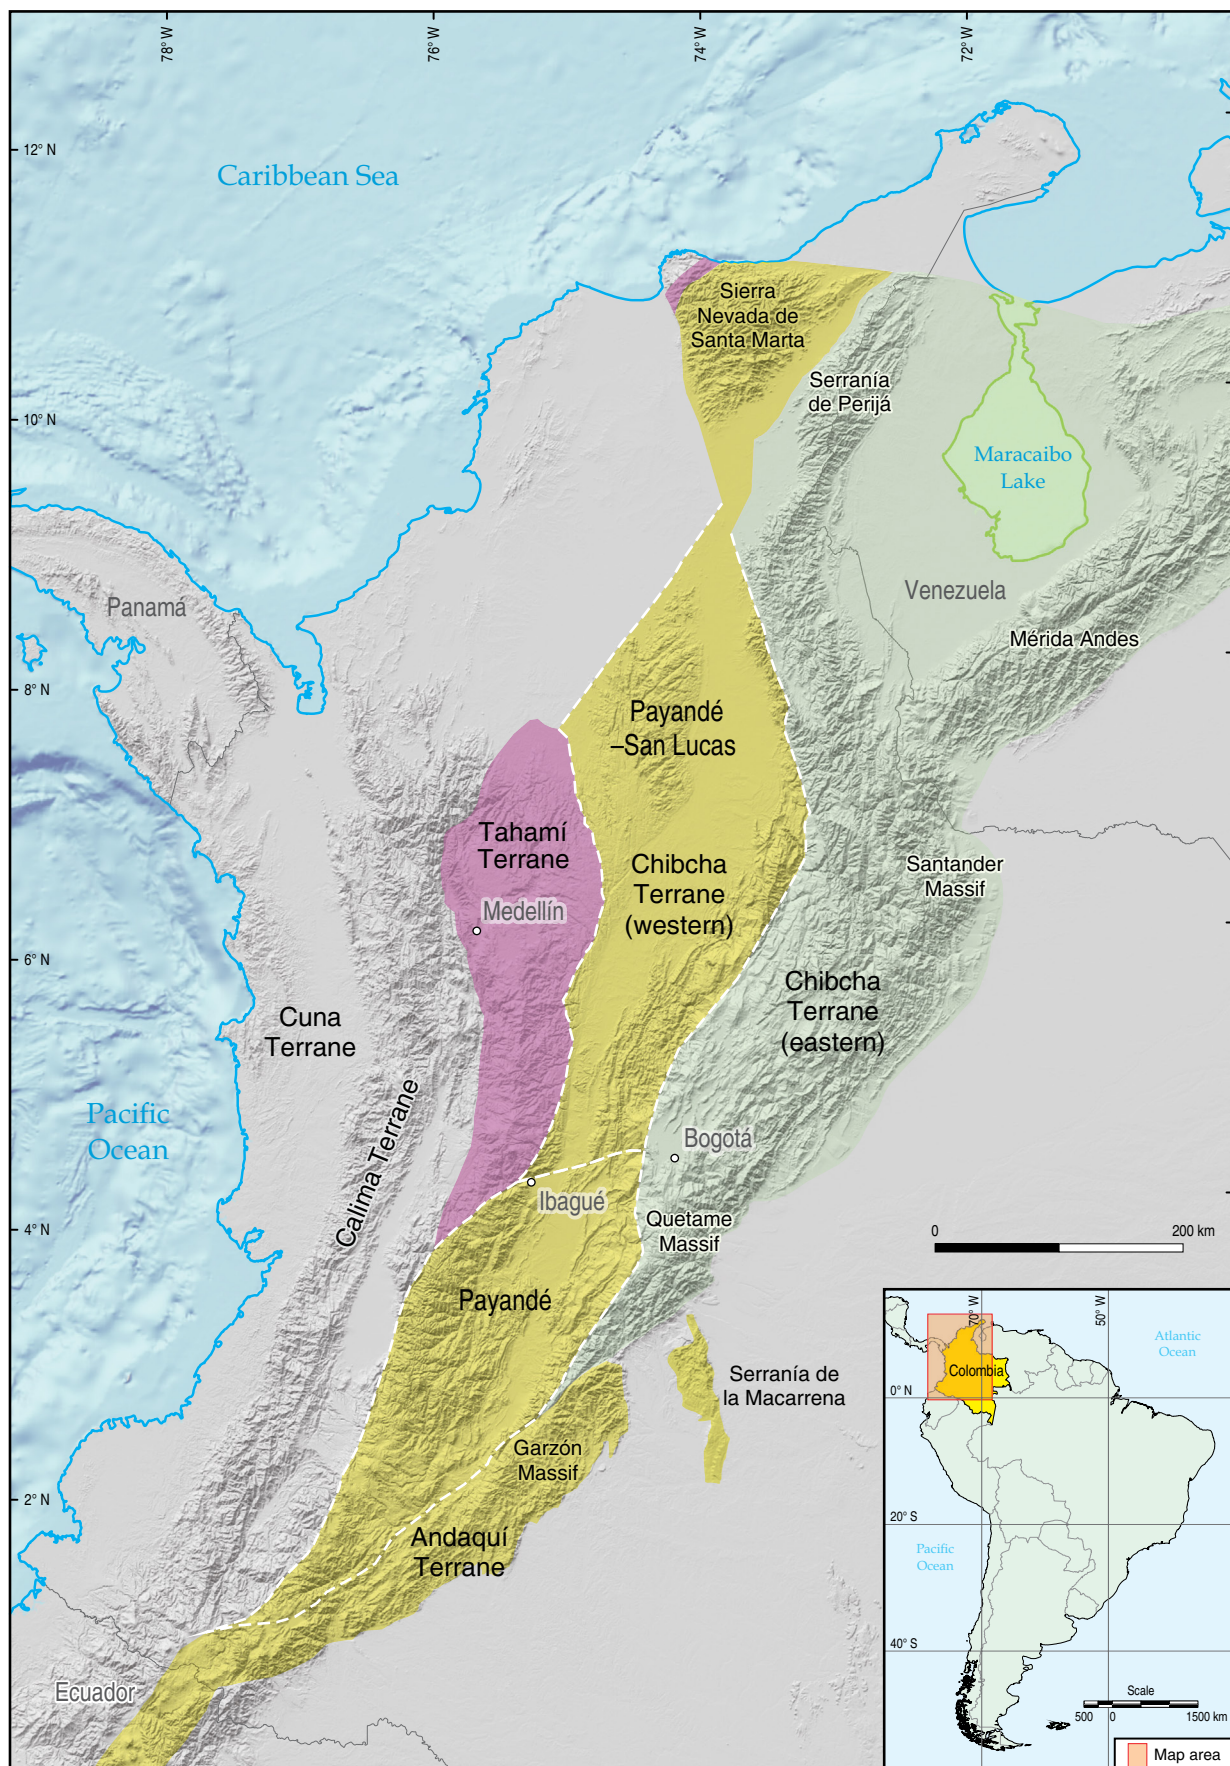 78° W
76° W
74° W
72° W
12° N
Caribbean Sea
Sierra
Nevada de
Santa Marta
Serranía
de Perijá
10° N
Maracaibo
Lake
Panamá
Venezuela
Mérida Andes
8° N
Payandé
–San Lucas
Tahamí
Terrane
Medellín
Chibcha
Terrane
(western)
Santander
Massif
6° N
Chibcha
Terrane
(eastern)
Cuna
Terrane
Pacific
Ocean
Calima Terrane
Bogotá
Ibagué
4° N
Quetame
Massif
0
200 km
Payandé
Serranía de
la Macarrena
Garzón
Massif
2° N
Andaquí
Terrane
Ecuador
70° W
50° W
Atlantic
Ocean
Colombia
0° N
20° S
Pacific
Ocean
40° S
Scale
500
0
1500 km
Map area